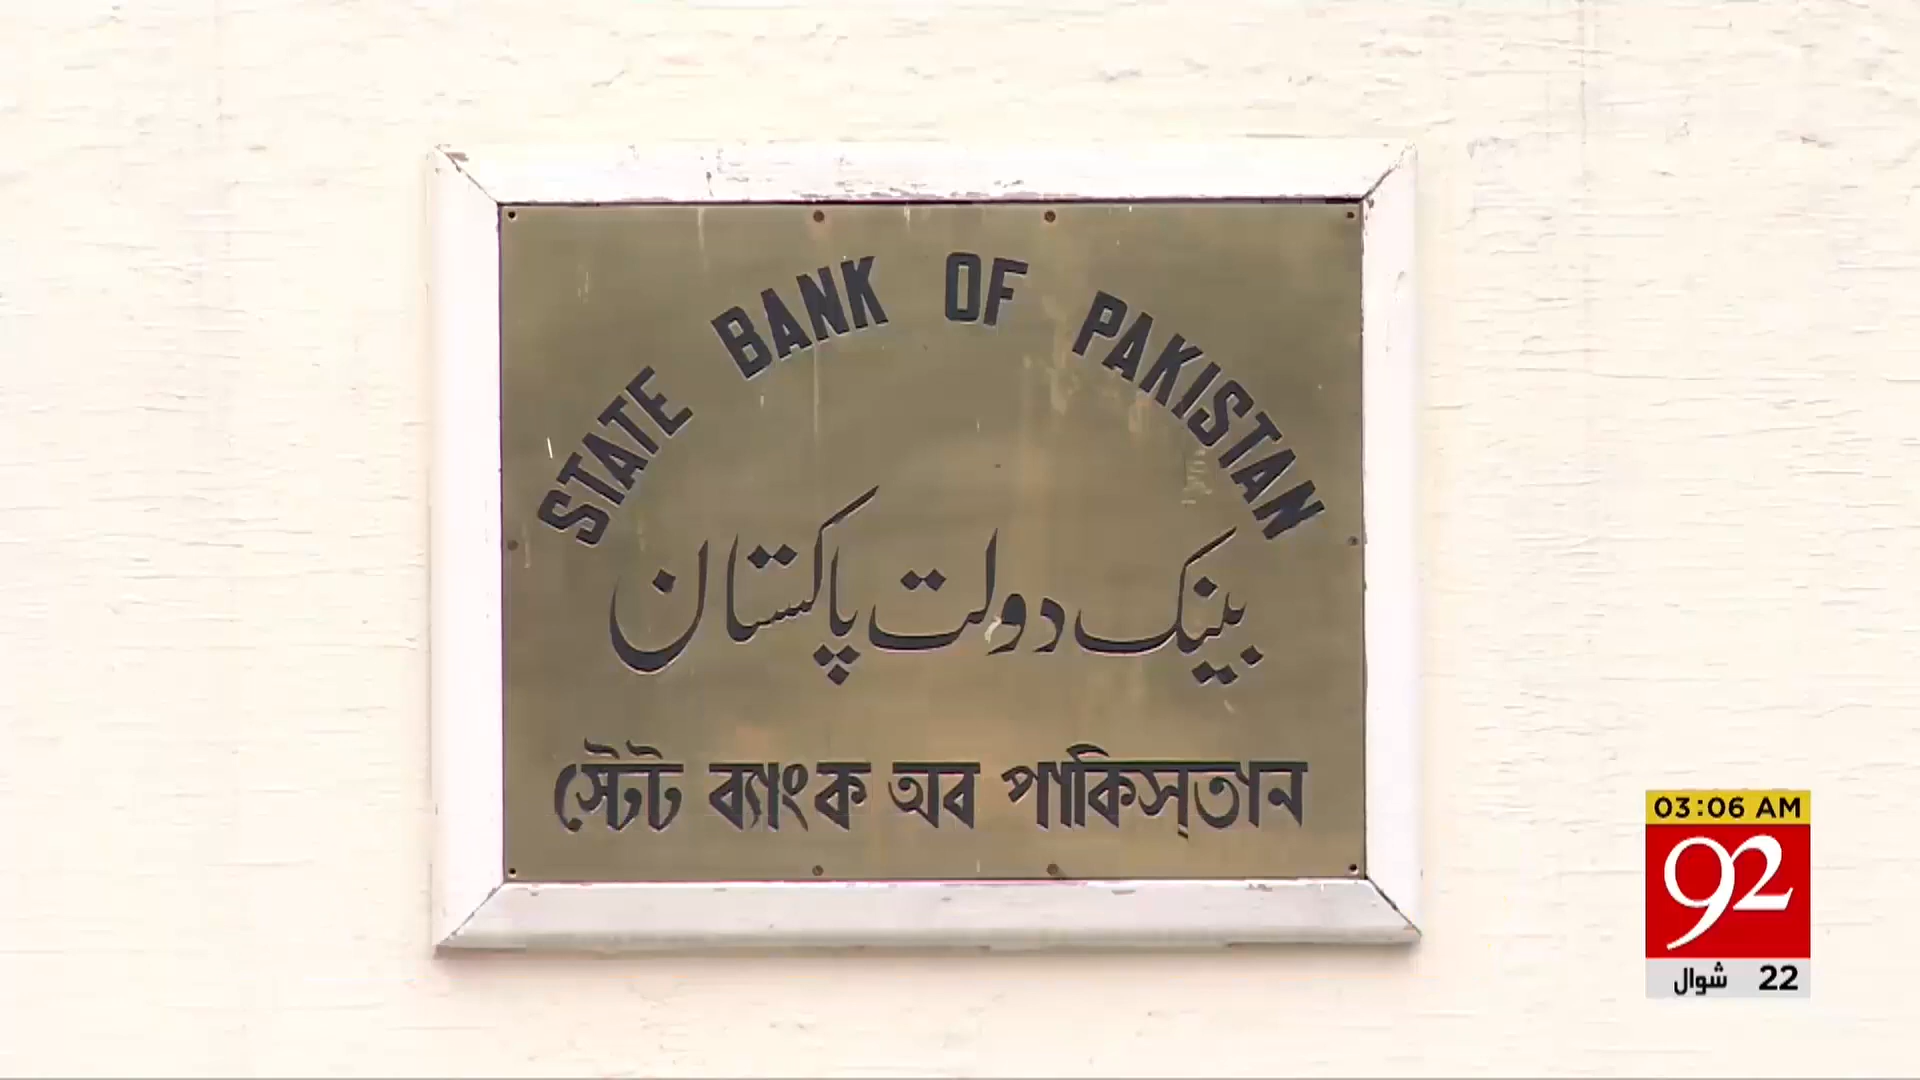 STATE BANK OF PAKISTAN
بینک دولت پاکستان
স্টেট ব্যাংক অব পাকিস্তান
03:06 AM
92
22 شوال